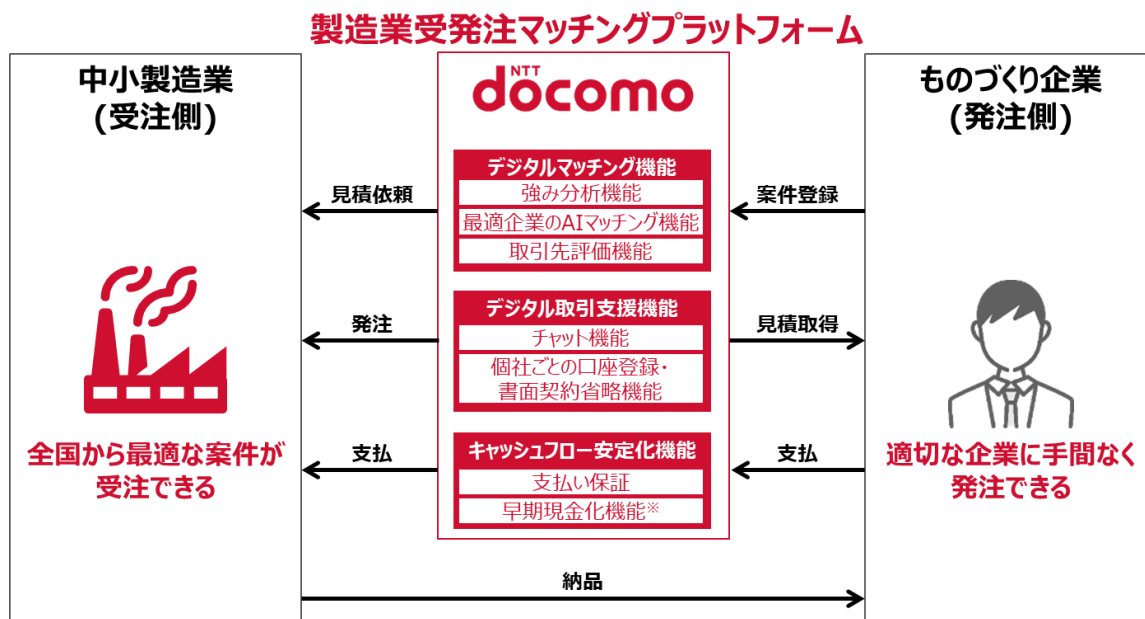 製造業受発注マッチングプラットフォーム
中小製造業
(受注側)
NTT
docomo
ものづくり企業
(発注側)
デジタルマッチング機能
強み分析機能
最適企業のAIマッチング機能
取引先評価機能
見積依頼
案件登録
デジタル取引支援機能
チャット機能
個社ごとの口座登録・
書面契約省略機能
発注
見積取得
キャッシュフロー安定化機能
支払い保証
早期現金化機能※
支払
支払
全国から最適な案件が
受注できる
適切な企業に手間なく
発注できる
納品